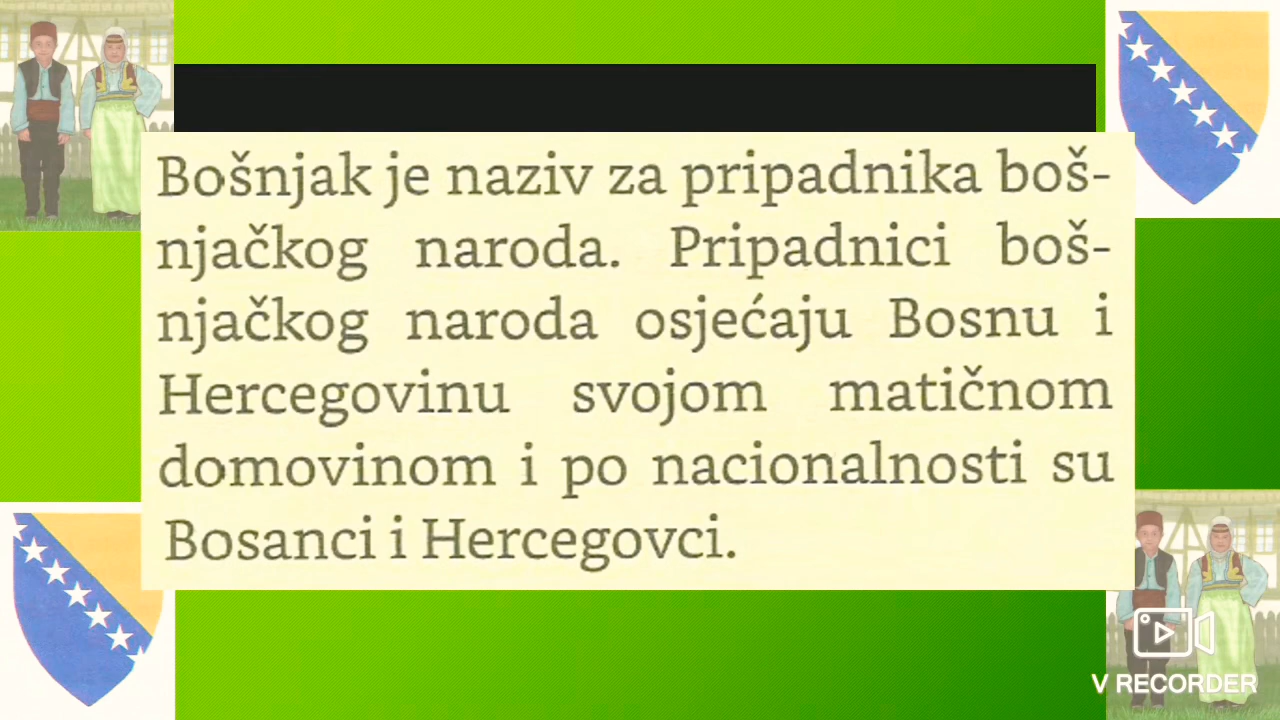 Bošnjak je naziv za pripadnika boš-
njačkog naroda. Pripadnici boš-
njačkog naroda osjećaju Bosnu i
Hercegovinu svojom matičnom
domovinom i po nacionalnosti su
Bosanci i Hercegovci.
V RECORDER